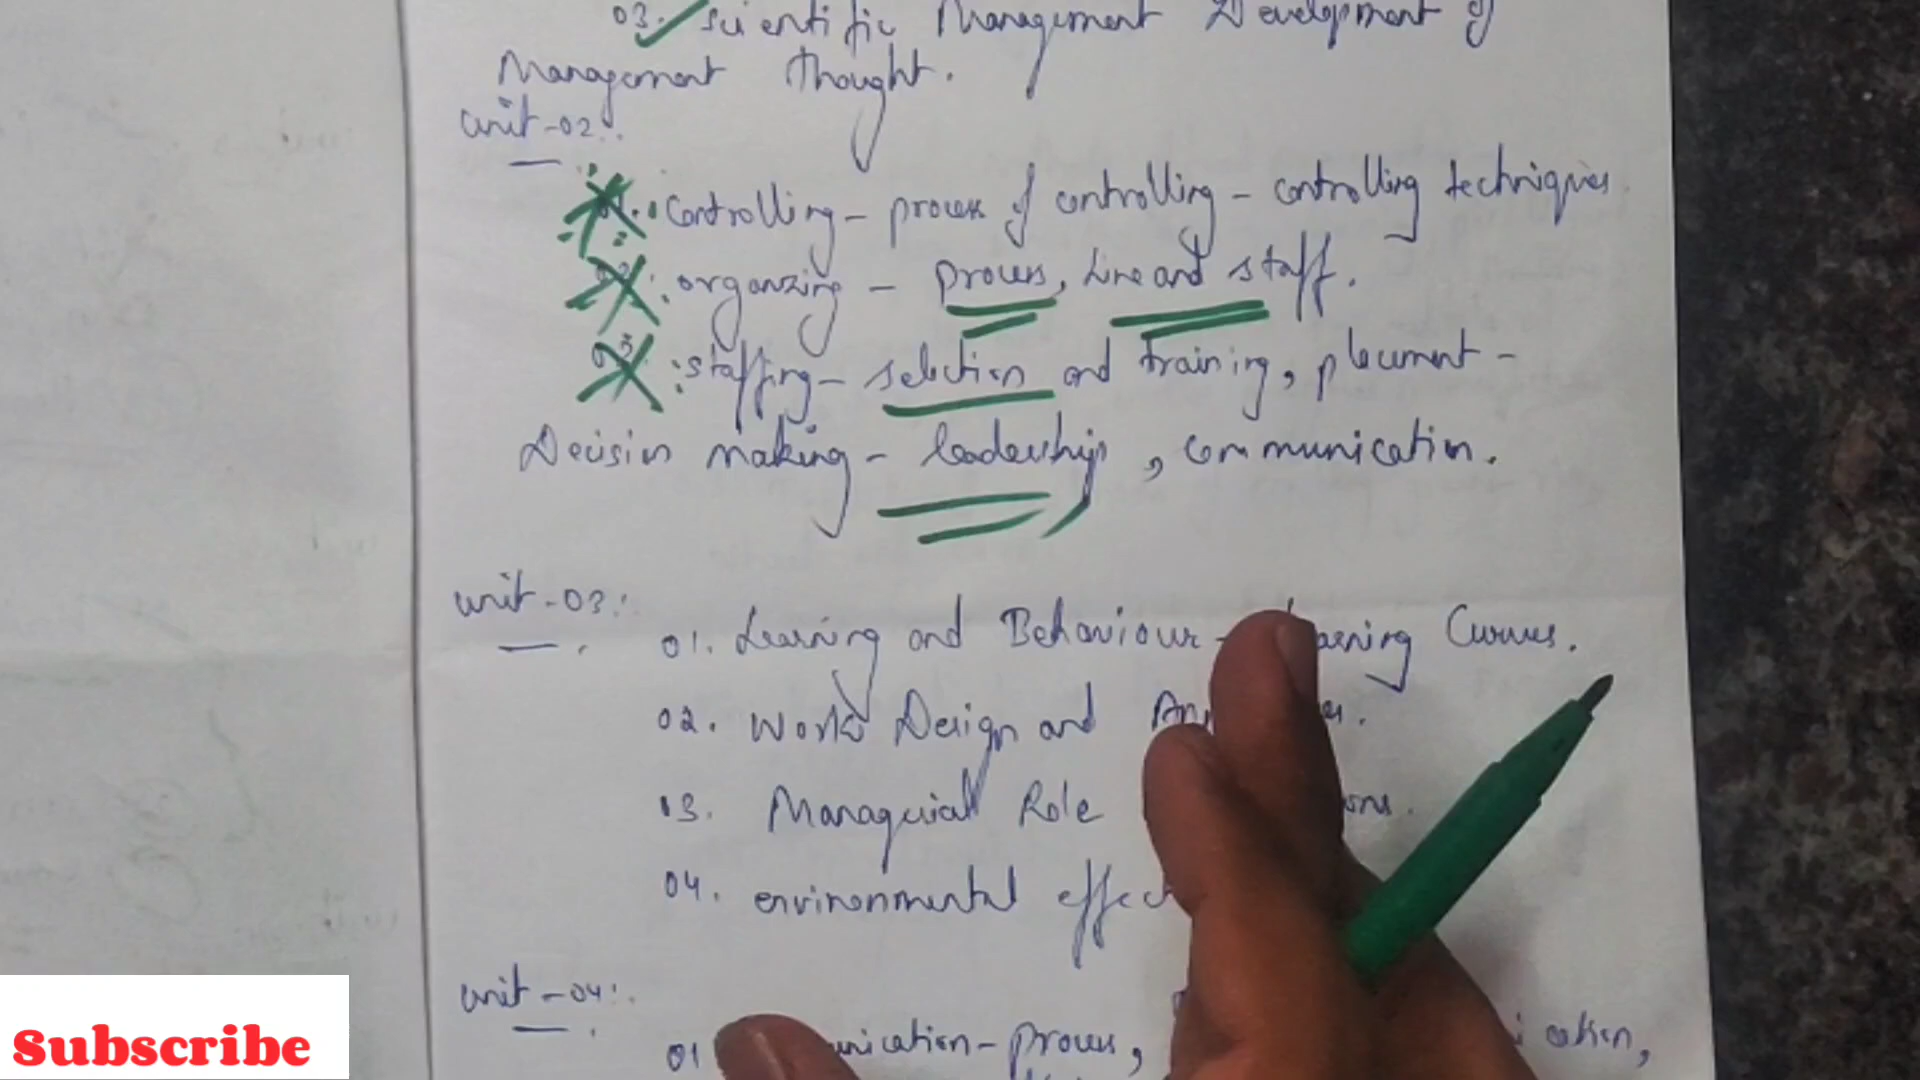 03. Scientific Management Development of
Management Thought.
unit-02:
01. Controlling - process of controlling - controlling techniques
02. organizing - process, Line and staff.
03. staffing - selection and training, placement -
Decision making - leadership, communication.
unit-03:
01. Learning and Behaviour - Learning Curves.
02. Work Design and
03. Managerial Role
04. environmental effect
unit-04:
01 - process,
Subscribe